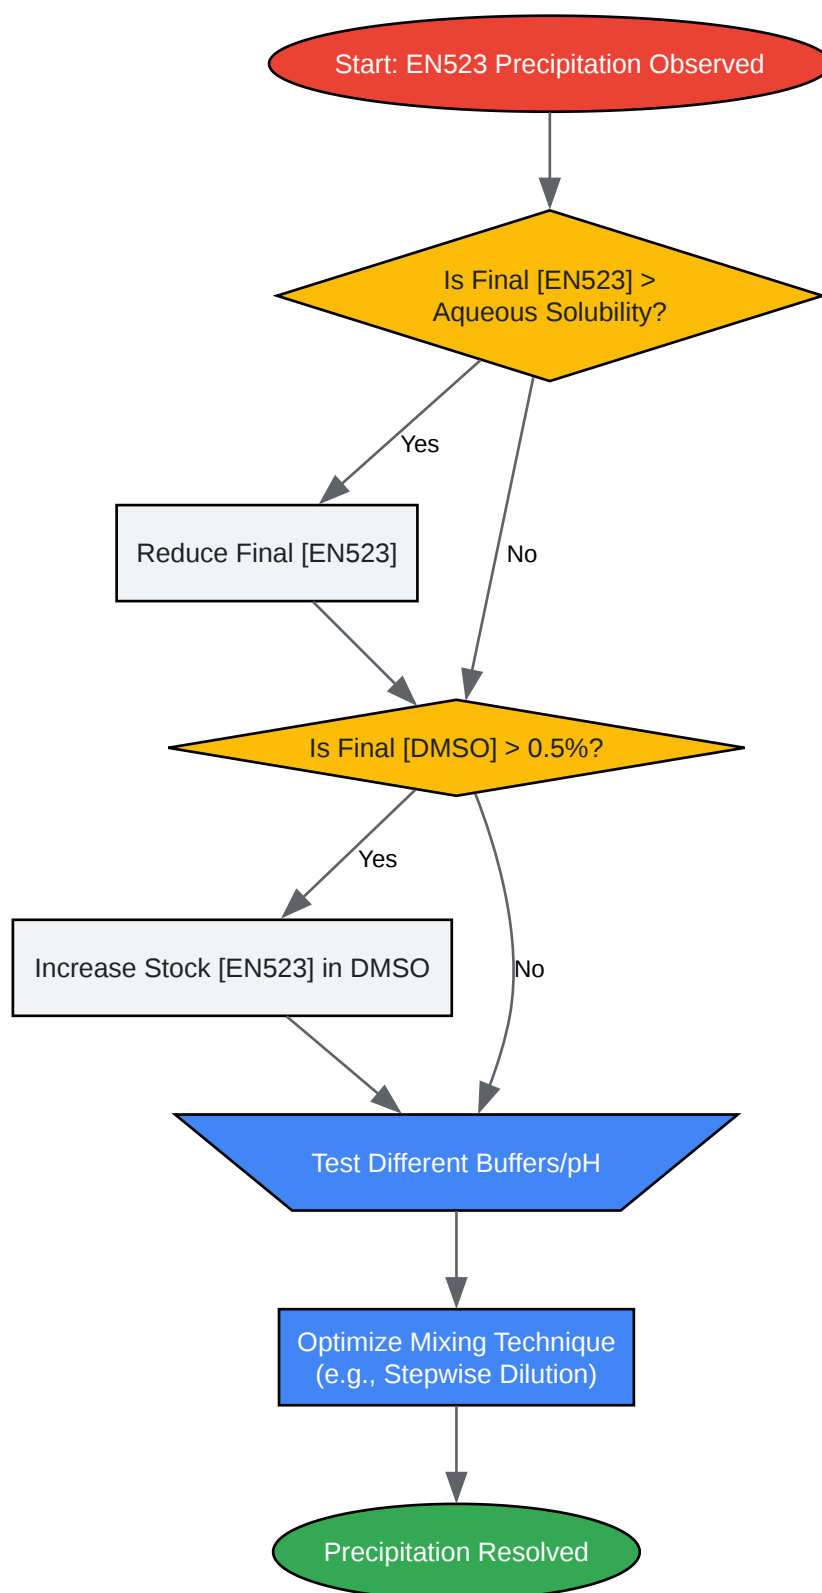 Start: EN523 Precipitation Observed
Is Final [EN523] >
Aqueous Solubility?
Yes
Reduce Final [EN523]
No
Is Final [DMSO] > 0.5%?
Yes
Increase Stock [EN523] in DMSO
No
Test Different Buffers/pH
Optimize Mixing Technique
(e.g., Stepwise Dilution)
Precipitation Resolved